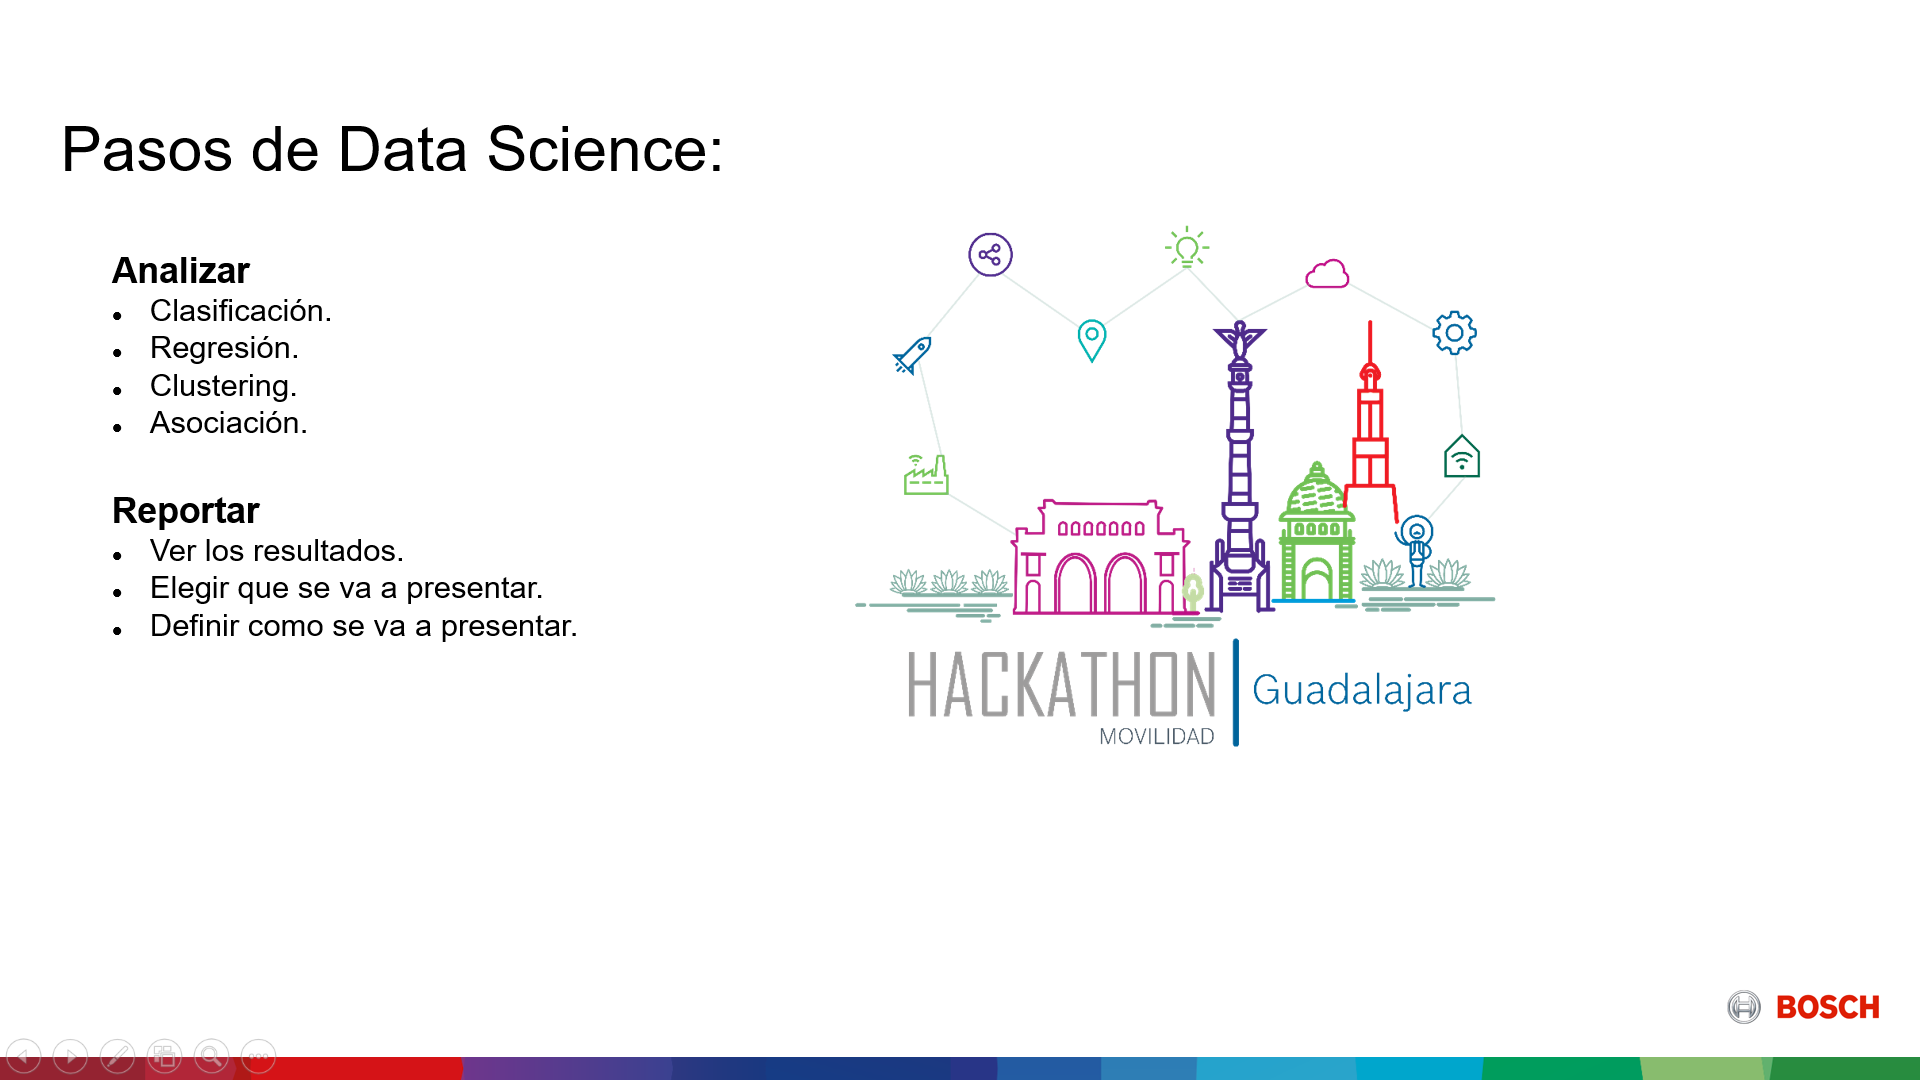 Pasos de Data Science:
Analizar
Clasificación.
Regresión.
Clustering.
Asociación.
Reportar
Ver los resultados.
Elegir que se va a presentar.
Definir como se va a presentar.
HACKATHON
MOVILIDAD
Guadalajara
BOSCH